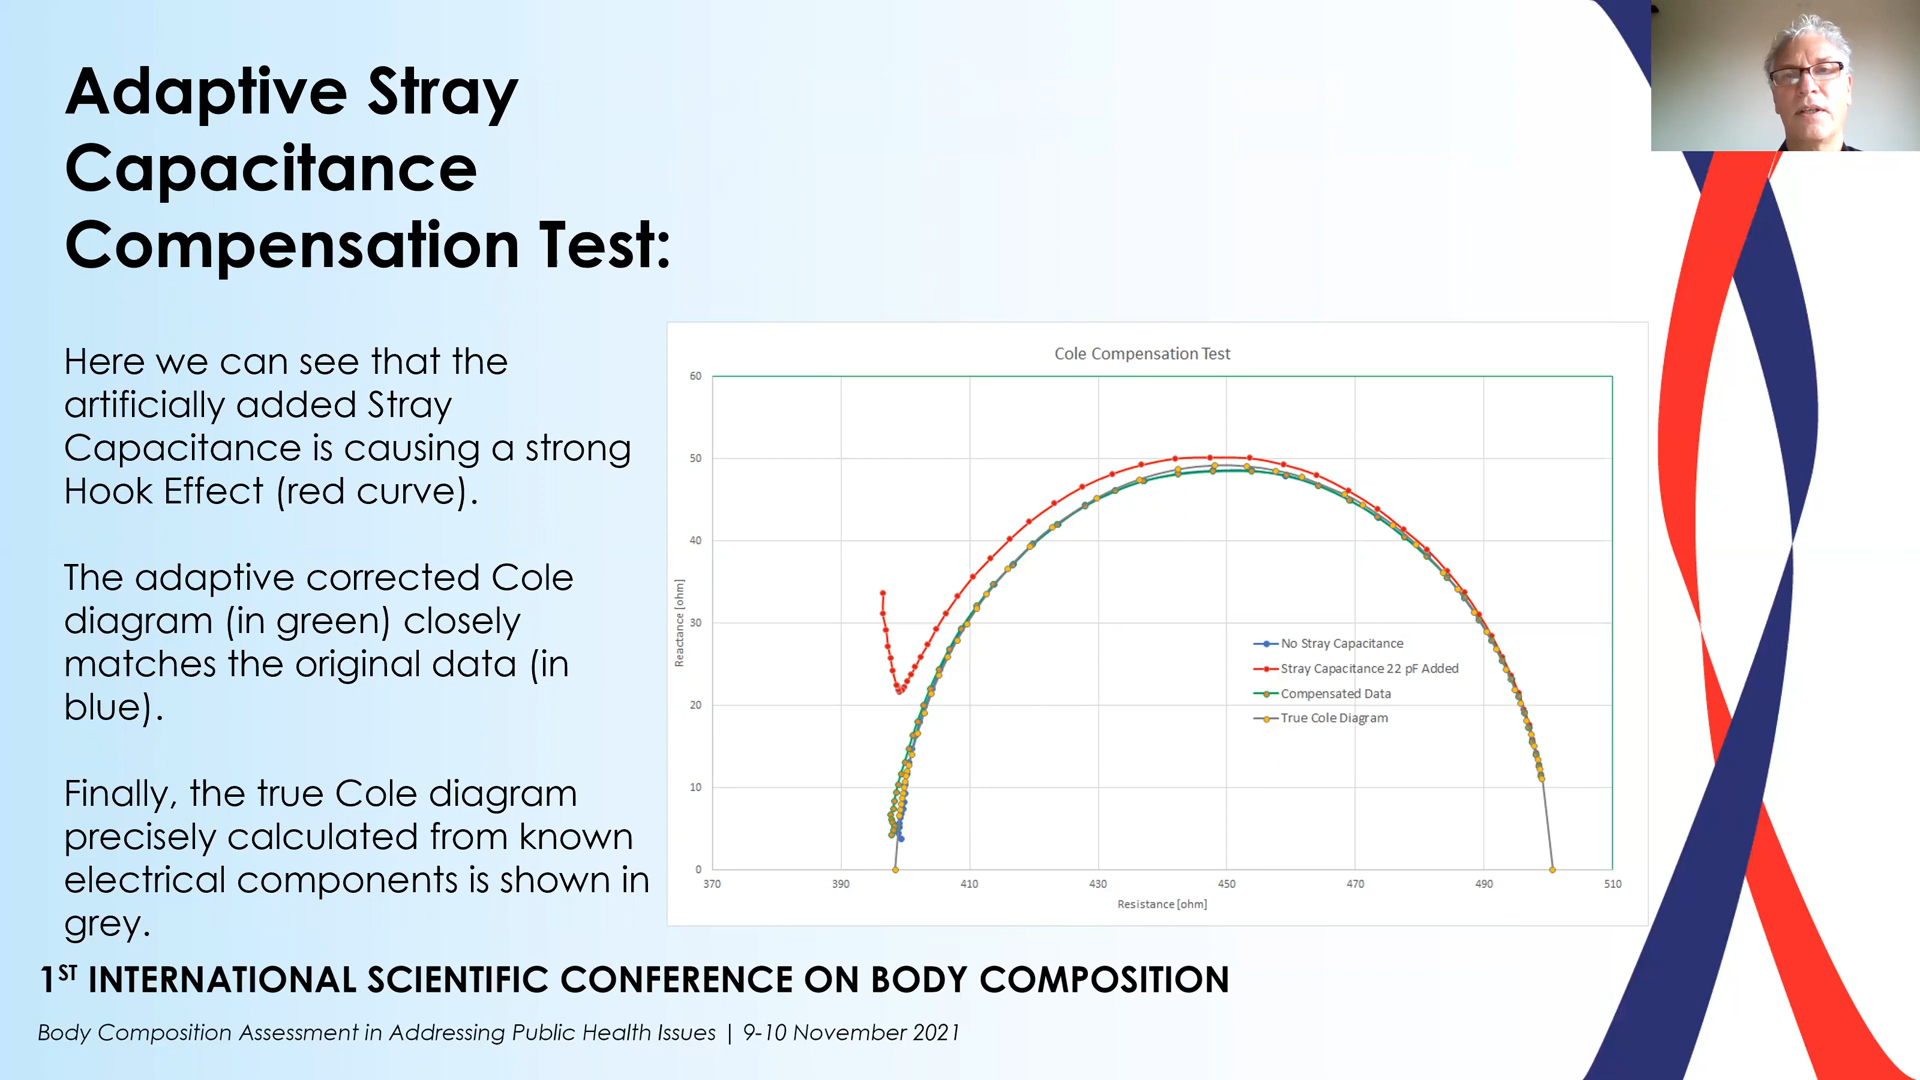 Adaptive Stray
Capacitance
Compensation Test:
Here we can see that the
artificially added Stray
Capacitance is causing a strong
Hook Effect (red curve).
The adaptive corrected Cole
diagram (in green) closely
matches the original data (in
blue).
Finally, the true Cole diagram
precisely calculated from known
electrical components is shown in
grey.
Cole Compensation Test
60
50
40
30
20
10
0
Reactance [ohm]
370 390 410 430 450 470 490 510
Resistance [ohm]
No Stray Capacitance
Stray Capacitance 22 pF Added
Compensated Data
True Cole Diagram
1ST INTERNATIONAL SCIENTIFIC CONFERENCE ON BODY COMPOSITION
Body Composition Assessment in Addressing Public Health Issues | 9-10 November 2021